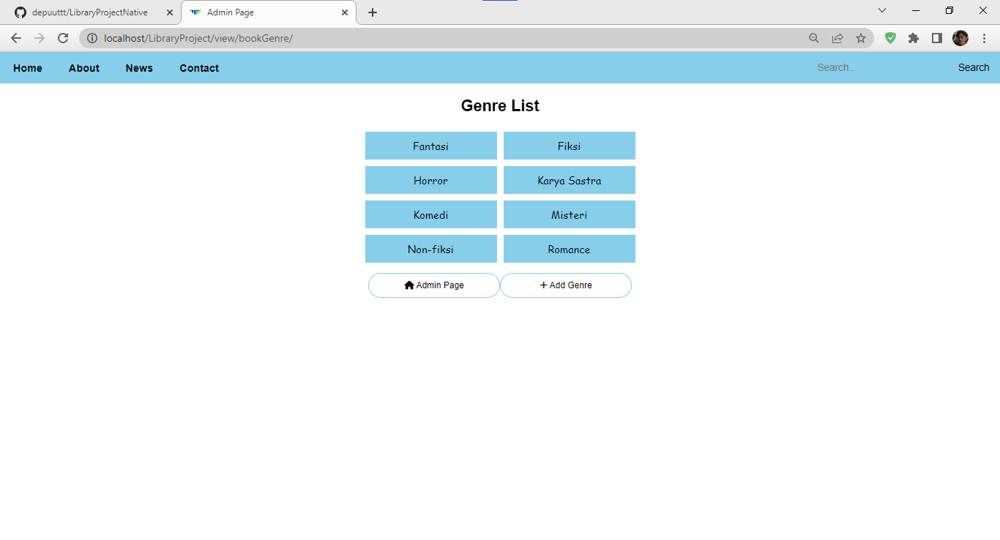 depuuttt/LibraryProjectNative Admin Page
localhost/LibraryProject/view/bookGenre/
Home About News Contact Search.. Search
Genre List
Fantasi Fiksi
Horror Karya Sastra
Komedi Misteri
Non-fiksi Romance
Admin Page Add Genre